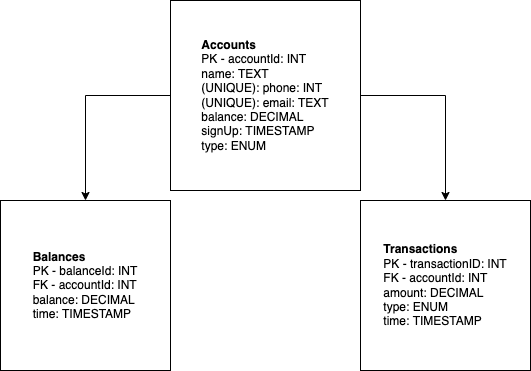 Accounts
PK - accountId: INT
name: TEXT
(UNIQUE): phone: INT
(UNIQUE): email: TEXT
balance: DECIMAL
signUp: TIMESTAMP
type: ENUM
Balances
PK - balanceId: INT
FK - accountId: INT
balance: DECIMAL
time: TIMESTAMP
Transactions
PK - transactionID: INT
FK - accountId: INT
amount: DECIMAL
type: ENUM
time: TIMESTAMP